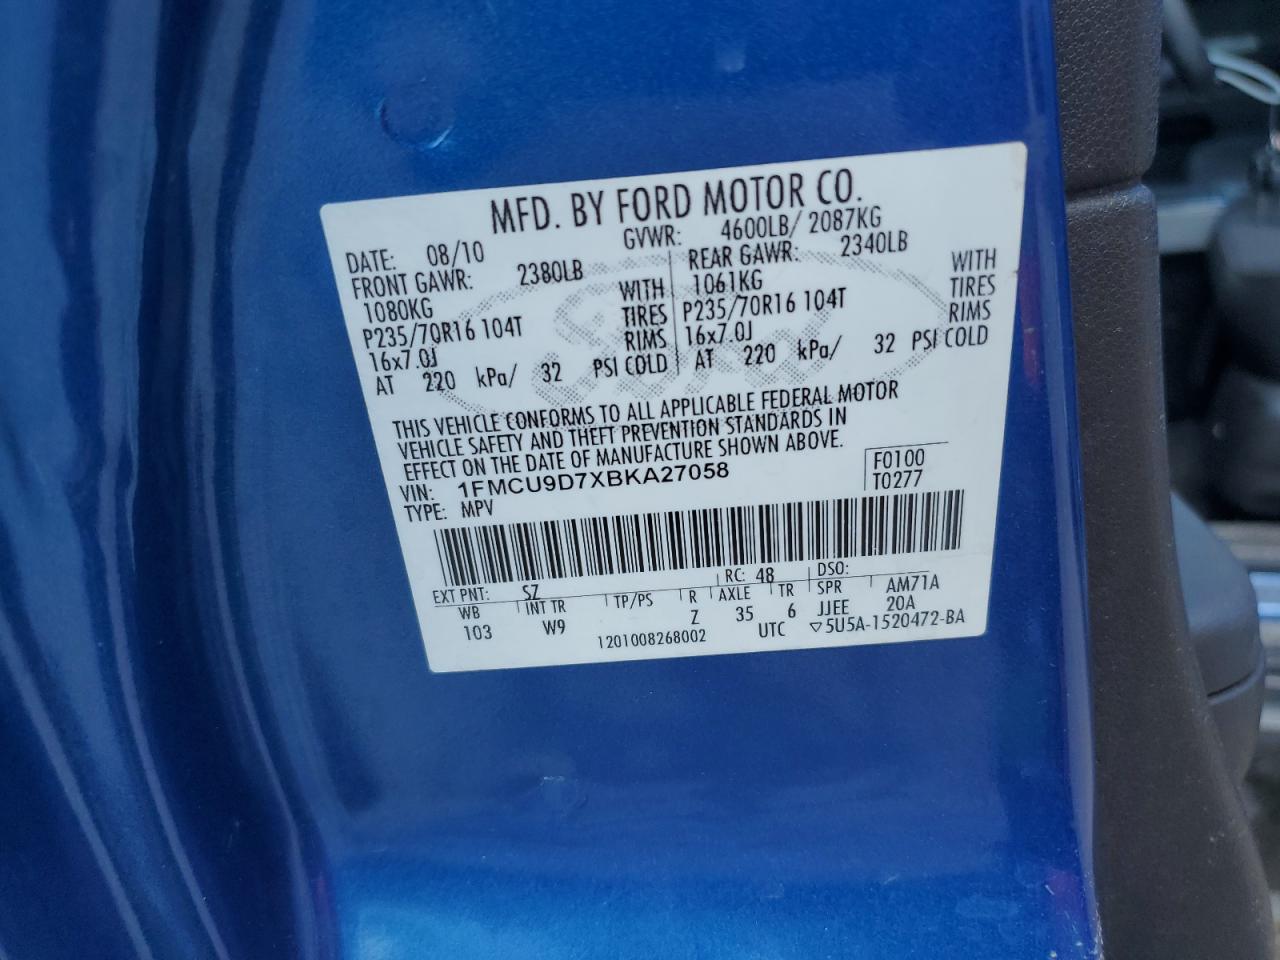 MFD. BY FORD MOTOR CO.
DATE: 08/10 GVWR: 4600LB/ 2087KG
FRONT GAWR: 2380LB REAR GAWR: 2340LB
1080KG WITH 1061KG WITH
P235/70R16 104T TIRES P235/70R16 104T TIRES
16x7.0J RIMS 16x7.0J RIMS
AT 220 kPa/ 32 PSI COLD AT 220 kPa/ 32 PSI COLD
Ford
THIS VEHICLE CONFORMS TO ALL APPLICABLE FEDERAL MOTOR
VEHICLE SAFETY AND THEFT PREVENTION STANDARDS IN
EFFECT ON THE DATE OF MANUFACTURE SHOWN ABOVE.
VIN: 1FMCU9D7XBKA27058 F0100
TYPE: MPV T0277
EXT PNT: SZ RC: 48 DSO:
WB INT TR TP/PS R AXLE TR SPR AM71A
103 W9 Z 35 6 JJEE 20A
1201008268002 UTC ▽5U5A-1520472-BA